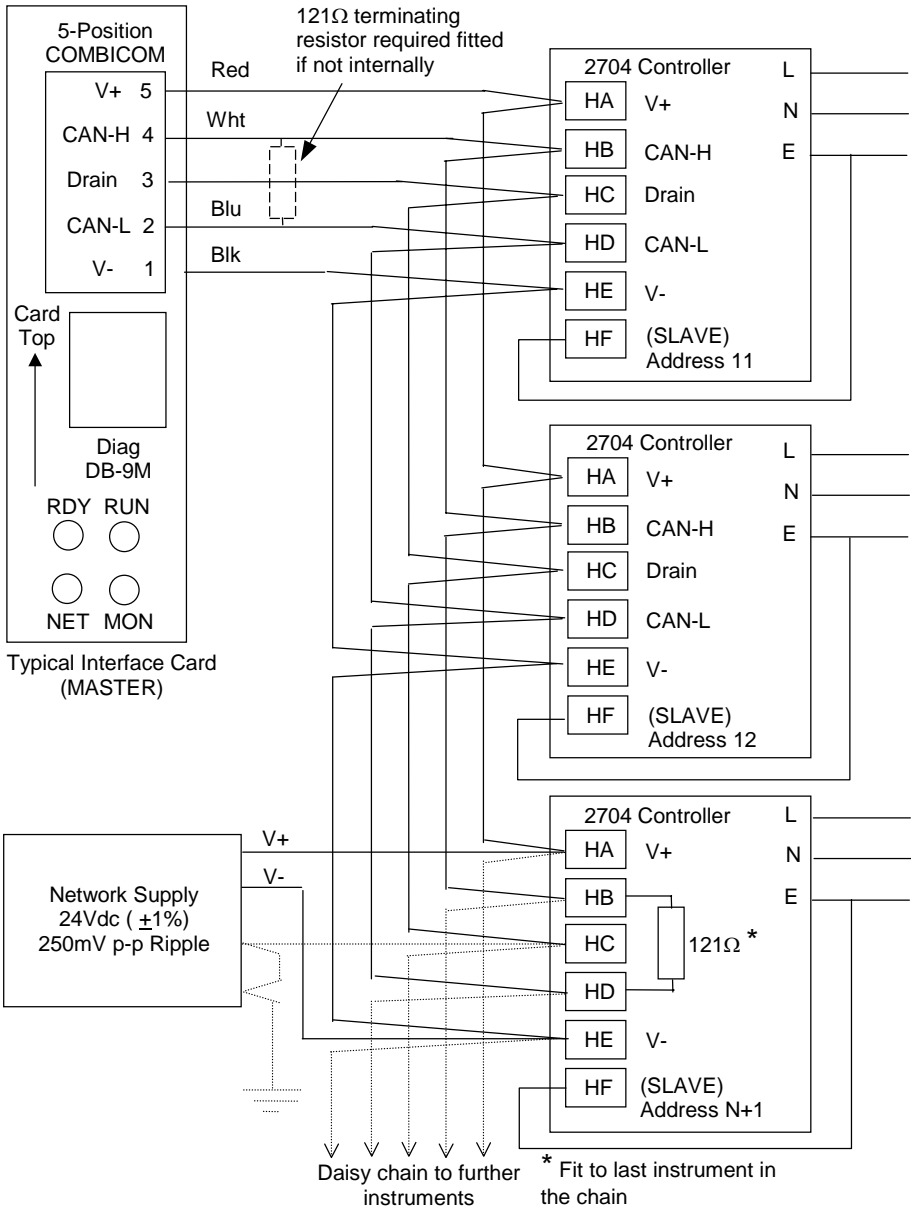 5-Position
COMBICOM
V+ 5
CAN-H 4
Drain 3
CAN-L 2
V- 1
Card
Top
Diag
DB-9M
RDY RUN
NET MON
Typical Interface Card
(MASTER)
121Ω terminating
resistor required fitted
if not internally
Red
Wht
Blu
Blk
2704 Controller
L
N
E
HA V+
HB CAN-H
HC Drain
HD CAN-L
HE V-
HF (SLAVE)
Address 11
2704 Controller
L
N
E
HA V+
HB CAN-H
HC Drain
HD CAN-L
HE V-
HF (SLAVE)
Address 12
Network Supply
24Vdc ( ±1%)
250mV p-p Ripple
V+
V-
2704 Controller
L
N
E
HA V+
HB
HC
HD
121Ω *
HE V-
HF (SLAVE)
Address N+1
Daisy chain to further
instruments
* Fit to last instrument in
the chain